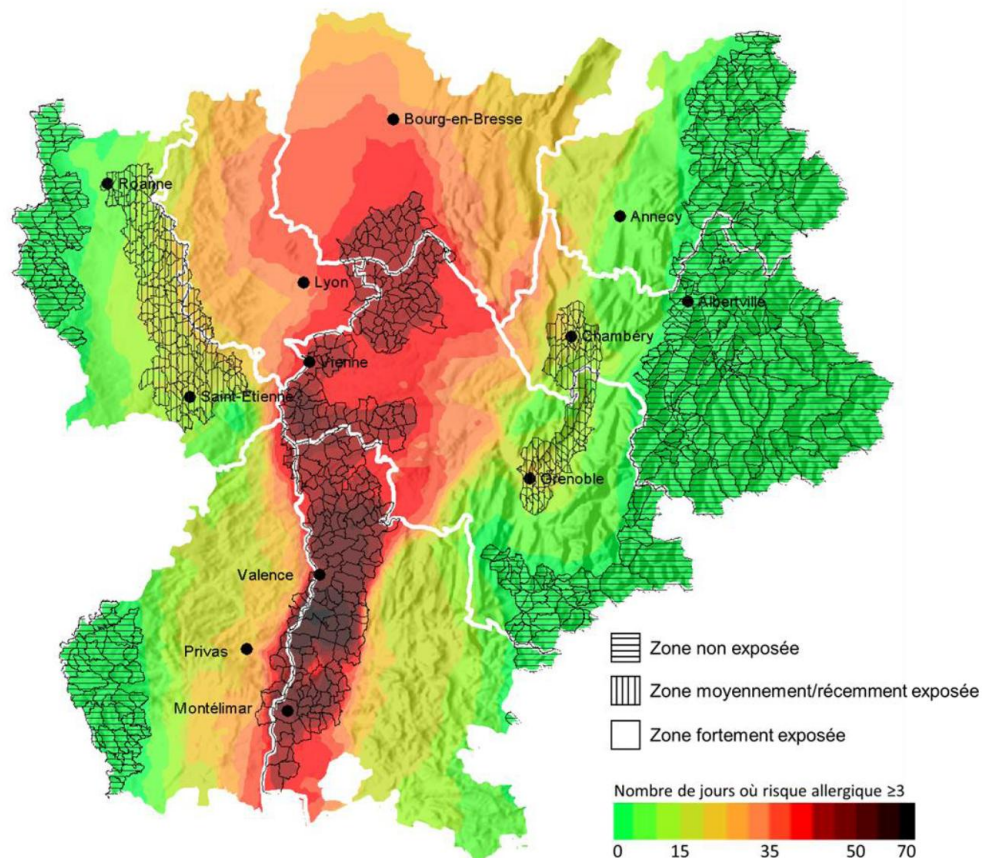 Bourg-en-Bresse
Roanne
Annecy
Lyon
Albertville
Chambéry
Vienne
Saint-Etienne
Grenoble
Valence
Privas
Montélimar
Zone non exposée
Zone moyennement/récemment exposée
Zone fortement exposée
Nombre de jours où risque allergique ≥3
0 15 35 50 70